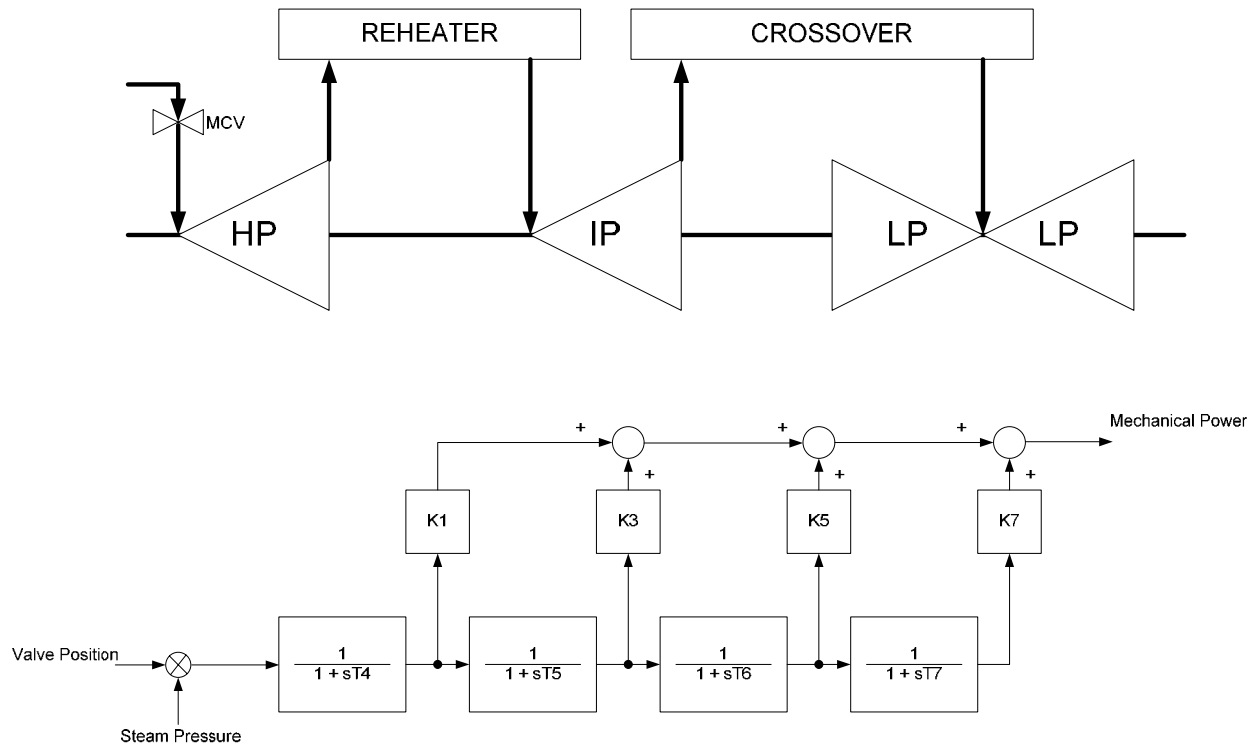 REHEATER
CROSSOVER
MCV
HP
IP
LP
LP
Mechanical Power
+
+
+
+
+
+
K1
K3
K5
K7
Valve Position
1
1 + sT4
1
1 + sT5
1
1 + sT6
1
1 + sT7
Steam Pressure